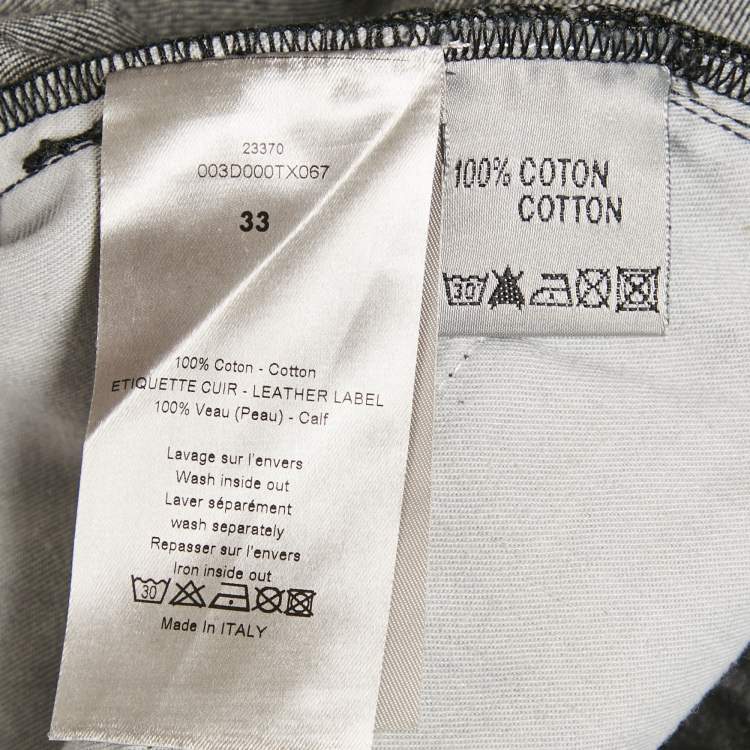 23370
003D000TX067
33
100% Coton - Cotton
ETIQUETTE CUIR - LEATHER LABEL
100% Veau (Peau) - Calf
Lavage sur l'envers
Wash inside out
Laver séparément
wash separately
Repasser sur l'envers
Iron inside out
30
Made In ITALY
100% COTON
COTTON
30